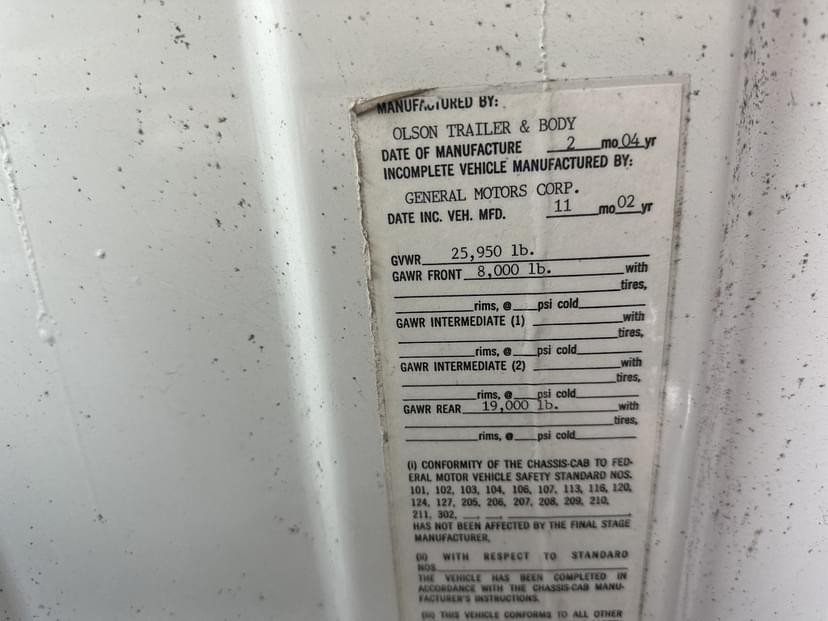 MANUFACTURED BY:
OLSON TRAILER & BODY
DATE OF MANUFACTURE 2 mo 04 yr
INCOMPLETE VEHICLE MANUFACTURED BY:
GENERAL MOTORS CORP.
DATE INC. VEH. MFD. 11 mo 02 yr
GVWR 25,950 lb.
GAWR FRONT 8,000 lb. with
tires,
rims, @ psi cold
GAWR INTERMEDIATE (1) with
tires,
rims, @ psi cold
GAWR INTERMEDIATE (2) with
tires,
rims, @ psi cold
GAWR REAR 19,000 lb. with
tires,
rims, @ psi cold
(i) CONFORMITY OF THE CHASSIS-CAB TO FED-
ERAL MOTOR VEHICLE SAFETY STANDARD NOS.
101, 102, 103, 104, 106, 107, 113, 116, 120,
124, 127, 205, 206, 207, 208, 209, 210,
211, 302,
HAS NOT BEEN AFFECTED BY THE FINAL STAGE
MANUFACTURER.
(ii) WITH RESPECT TO STANDARD
NOS
THE VEHICLE HAS BEEN COMPLETED IN
ACCORDANCE WITH THE CHASSIS-CAB MANU-
FACTURER'S INSTRUCTIONS.
(iii) THIS VEHICLE CONFORMS TO ALL OTHER